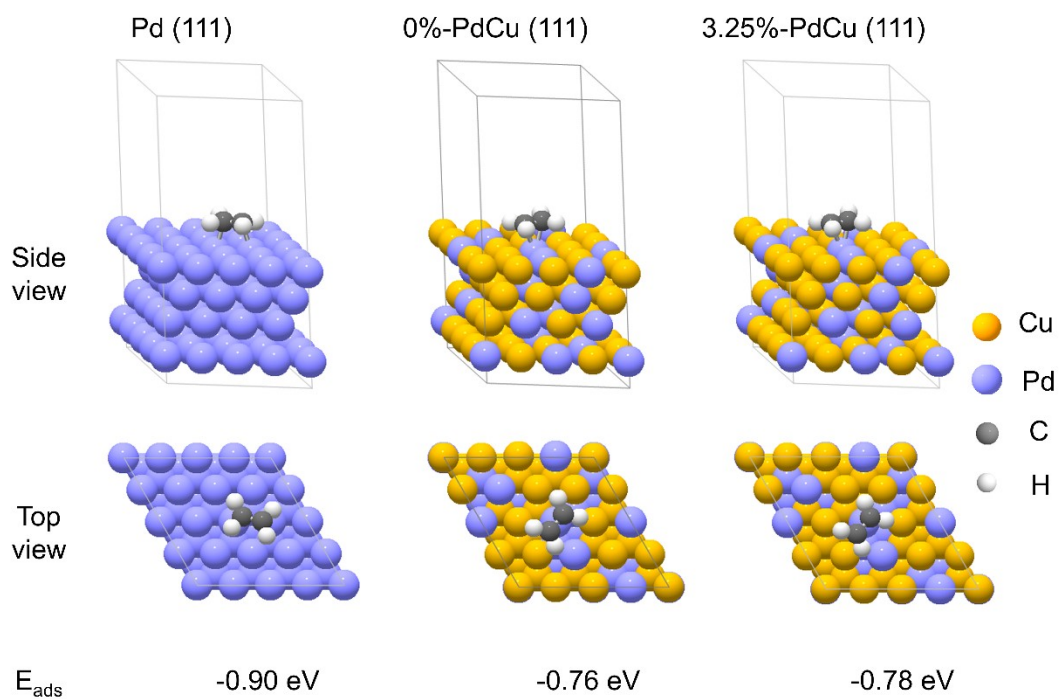 Pd (111) 0%-PdCu (111) 3.25%-PdCu (111)
Side
view
Cu
Pd
C
H
Top
view
E_ads -0.90 eV -0.76 eV -0.78 eV